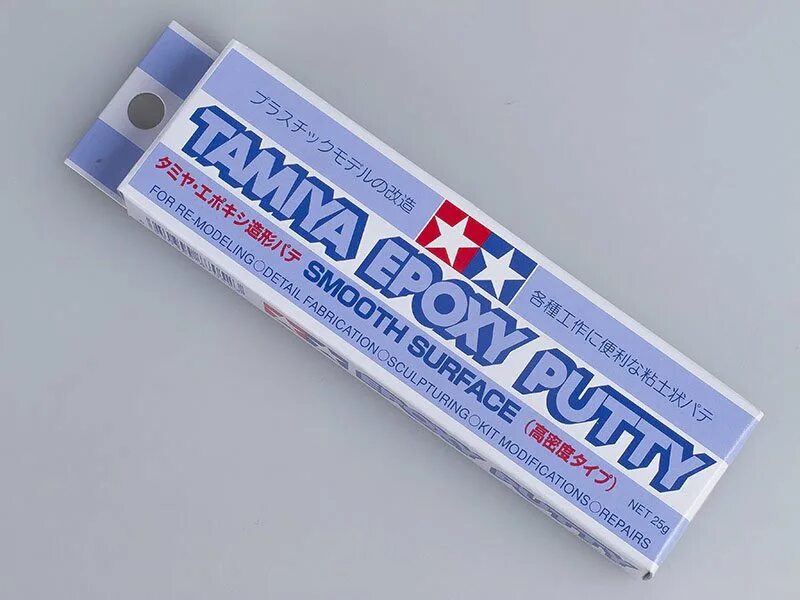 プラスチックモデルの改造
各種工作に便利な粘土状パテ
TAMIYA EPOXY PUTTY
タミヤ・エポキシ造形パテ SMOOTH SURFACE (高密度タイプ) NET 25g
FOR RE-MODELING○DETAIL FABRICATION○SCULPTURING○KIT MODIFICATIONS○REPAIRS
EPOXY PUTTY